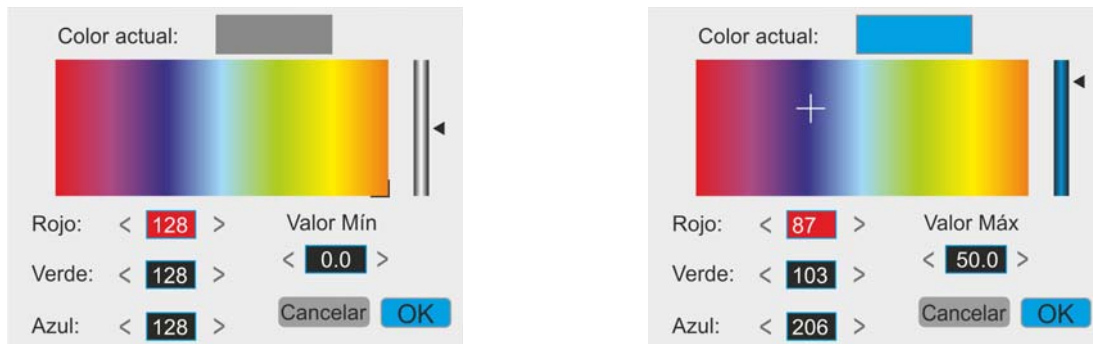 Color actual:
Rojo: < 128 > Valor Mín
< 0.0 >
Verde: < 128 >
Cancelar OK
Azul: < 128 >
Color actual:
Rojo: < 87 > Valor Máx
< 50.0 >
Verde: < 103 >
Cancelar OK
Azul: < 206 >